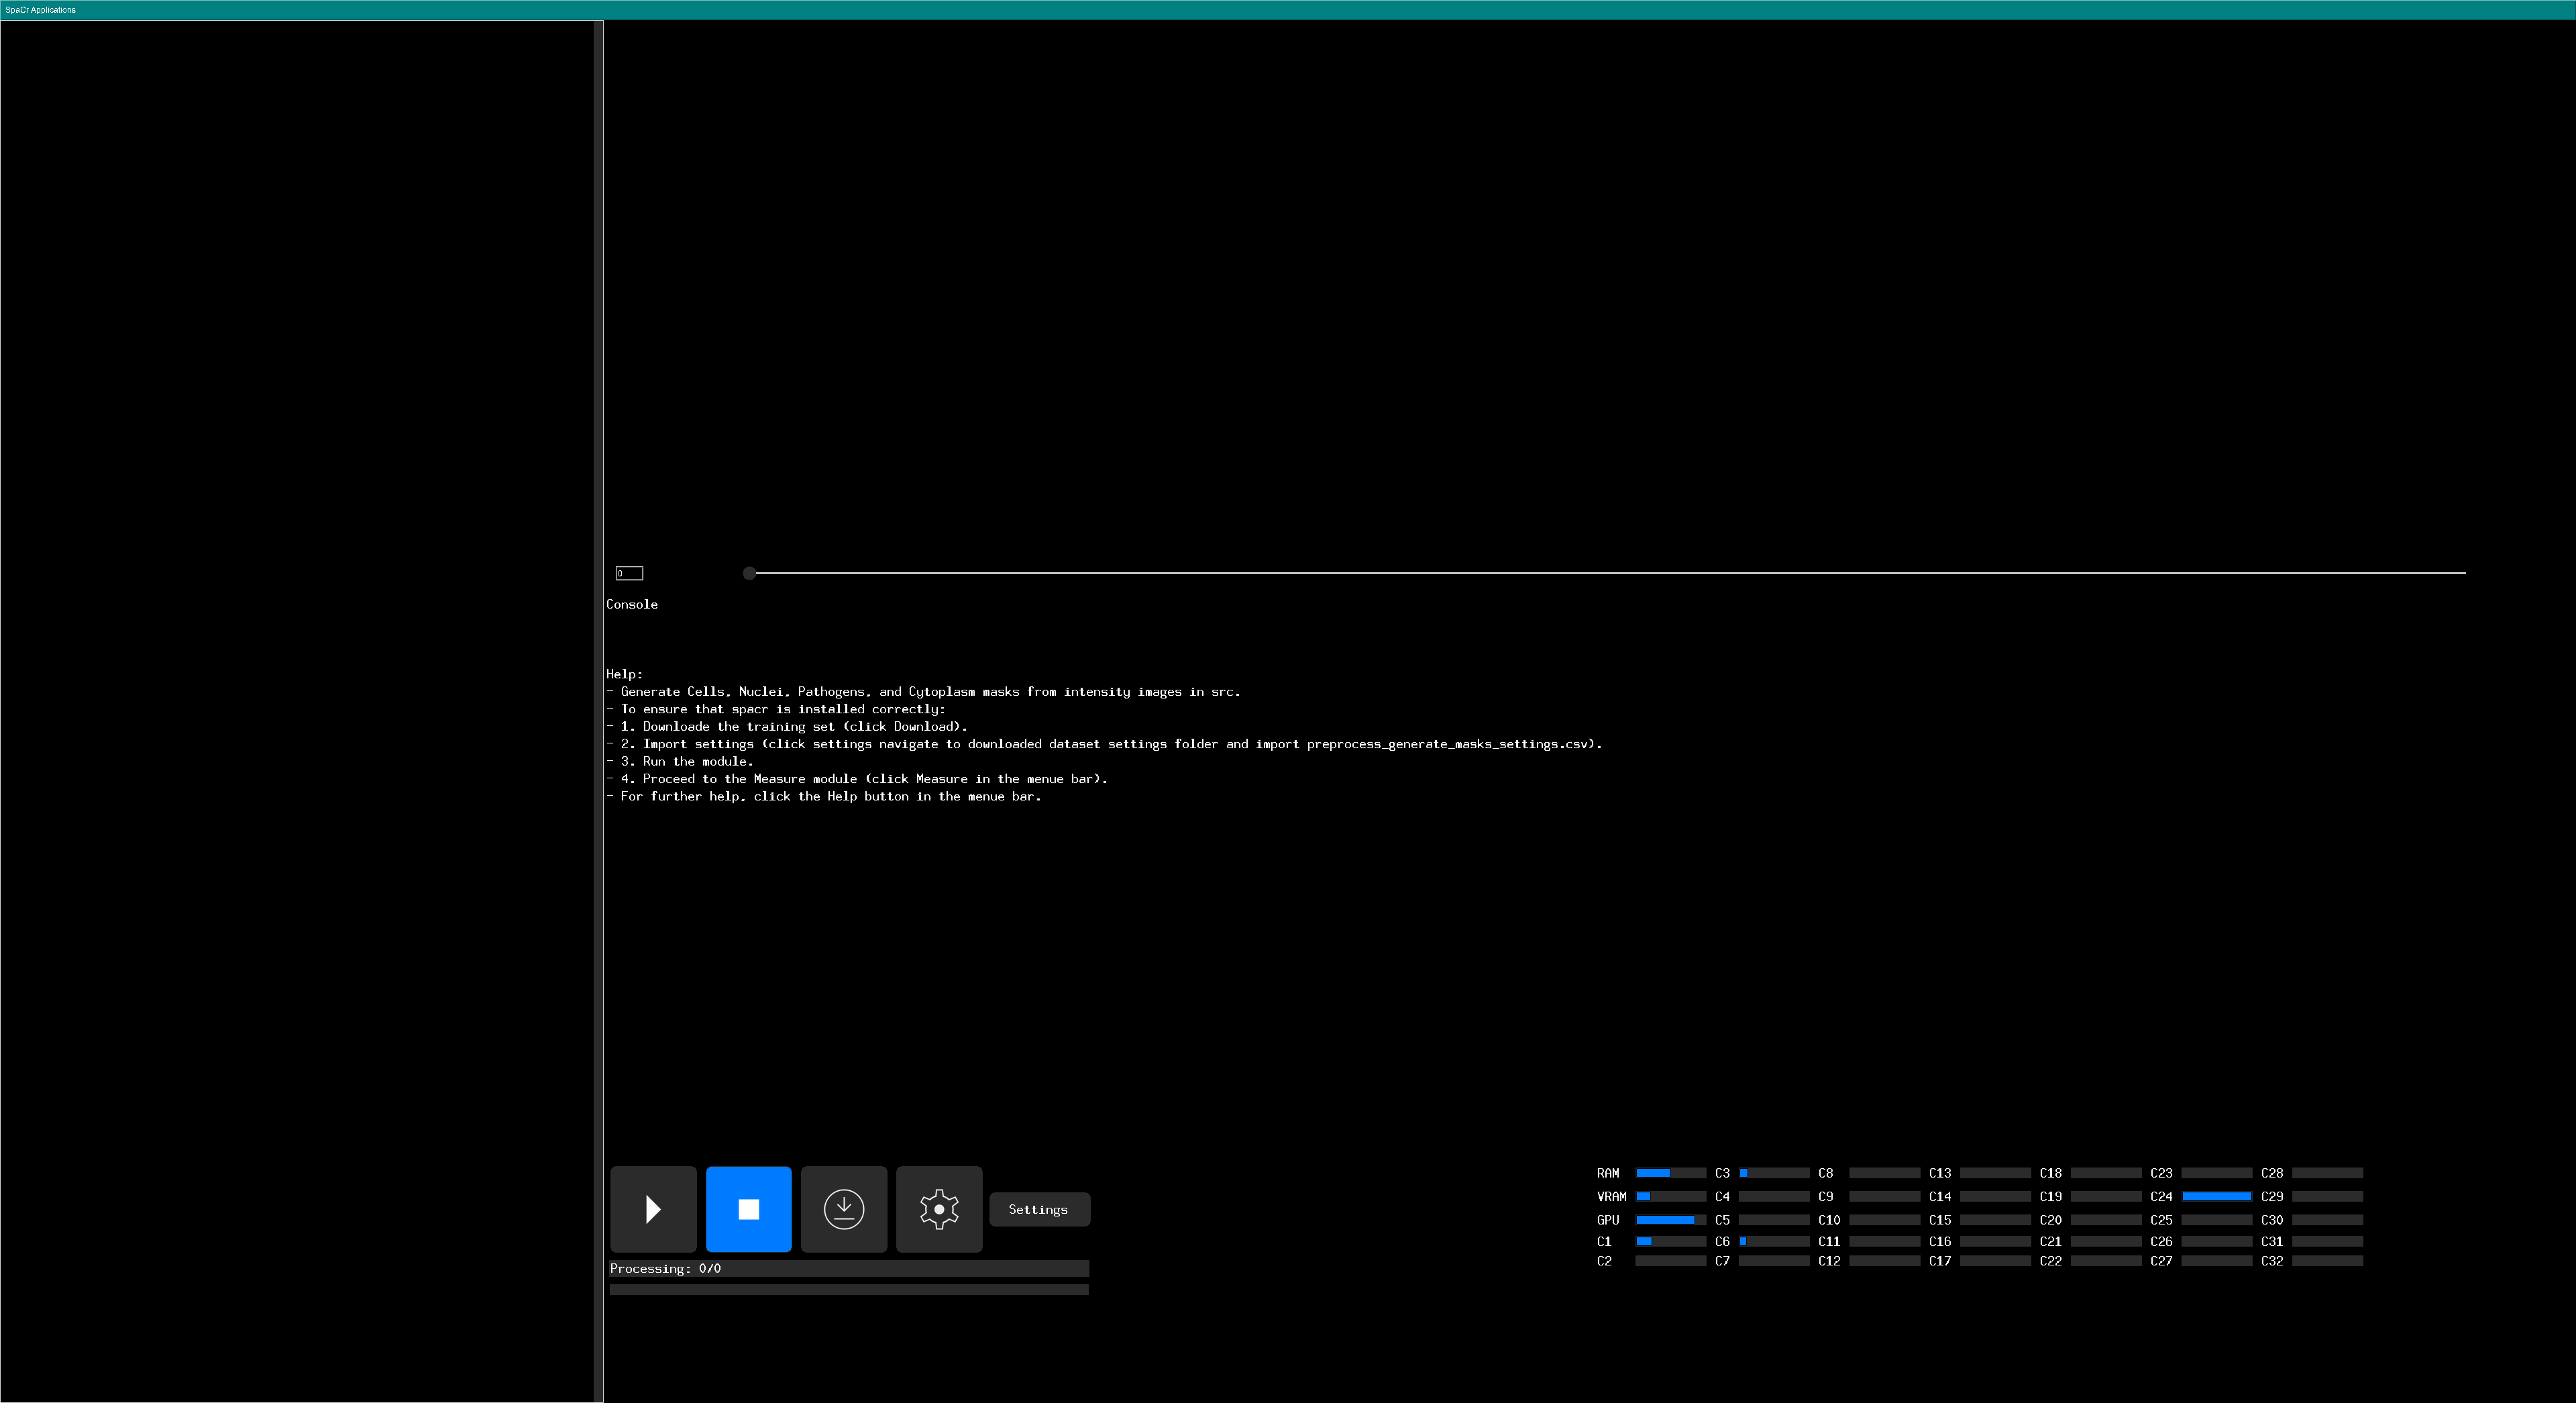 SpaCr Applications
0
Console
Help:
- Generate Cells, Nuclei, Pathogens, and Cytoplasm masks from intensity images in src.
- To ensure that spacr is installed correctly:
- 1. Downloade the training set (click Download).
- 2. Import settings (click settings navigate to downloaded dataset settings folder and import preprocess_generate_masks_settings.csv).
- 3. Run the module.
- 4. Proceed to the Measure module (click Measure in the menue bar).
- For further help, click the Help button in the menue bar.
Settings
Processing: 0/0
RAM C3 C8 C13 C18 C23 C28
VRAM C4 C9 C14 C19 C24 C29
GPU C5 C10 C15 C20 C25 C30
C1 C6 C11 C16 C21 C26 C31
C2 C7 C12 C17 C22 C27 C32